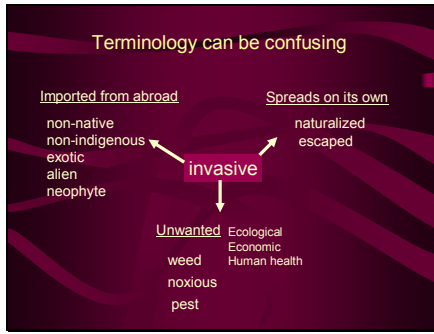 Terminology can be confusing
Imported from abroad
non-native
non-indigenous
exotic
alien
neophyte
Spreads on its own
naturalized
escaped
invasive
Unwanted
weed
noxious
pest
Ecological
Economic
Human health